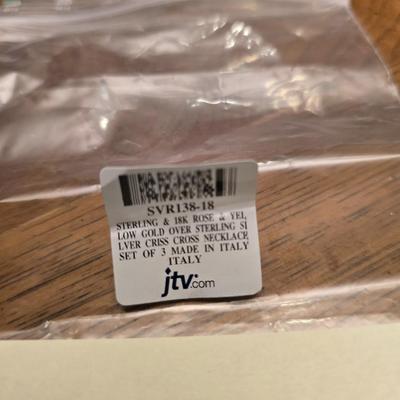 SVR138-18
STERLING & 18K ROSE & YEL
LOW GOLD OVER STERLING SI
LVER CRISS CROSS NECKLACE,
SET OF 3 MADE IN ITALY
ITALY
jtv.com